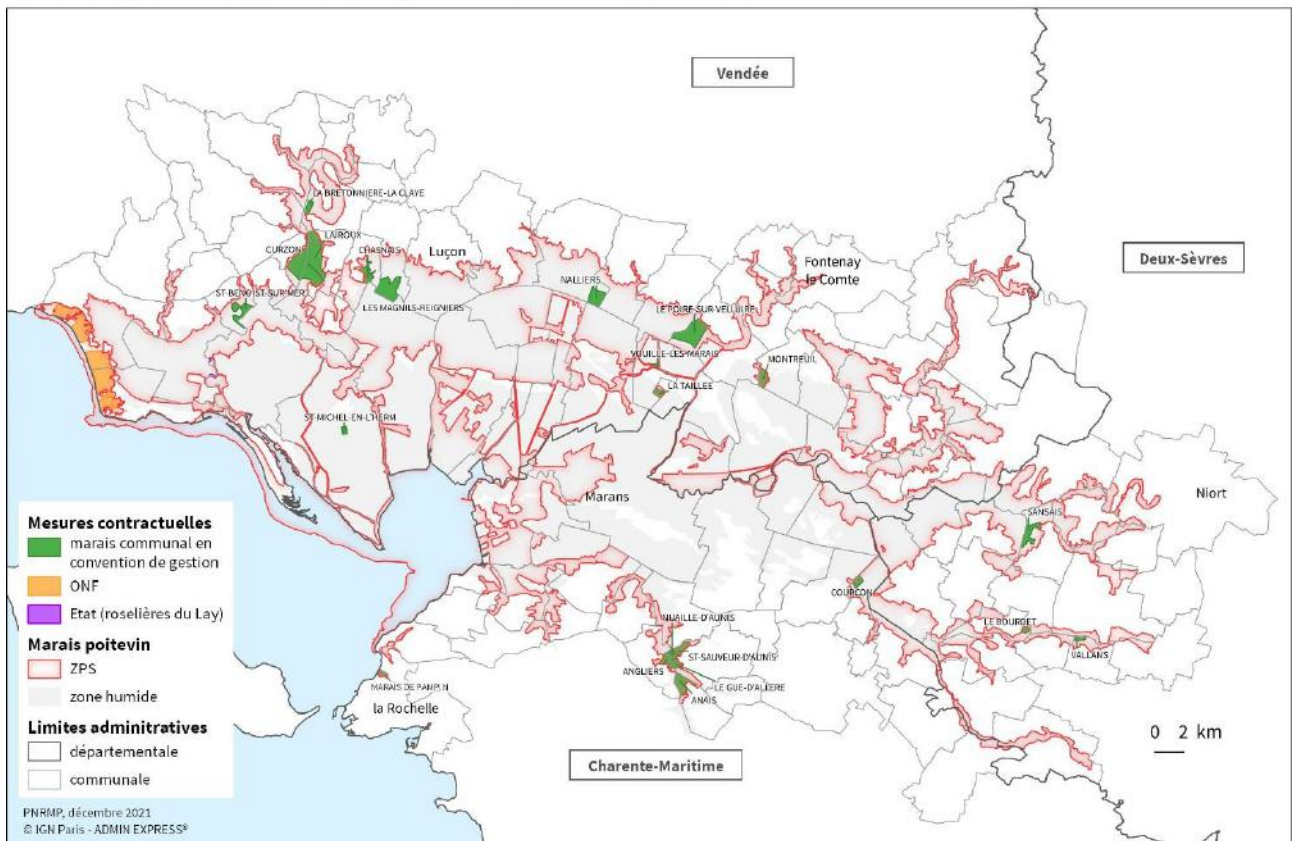 Vendée
Deux-Sèvres
LA BRETONNIERE-LA CLAYE
LAIROUX
CURZON
CHASNAIS
Luçon
Fontenay
le Comte
ST-BENOIST-SUR-MER
NALLIERS
LES MAGNILS-REIGNIERS
LE POIRE-SUR-VELLUIRE
VOUILLE-LES-MARAIS
MONTREUIL
LA TAILLEE
ST-MICHEL-EN-L'HERM
Marans
Niort
SANSAIS
COURCON
LE BOURDET
VALLANS
NUAILLE-D'AUNIS
ST-SAUVEUR-D'AUNIS
ANGLIERS
LE GUE-D'ALLERE
ANAIS
MARAIS DE PAMPIN
la Rochelle
Charente-Maritime
0 2 km
Mesures contractuelles
marais communal en
convention de gestion
ONF
Etat (roselières du Lay)
Marais poitevin
ZPS
zone humide
Limites adminitratives
départementale
communale
PNRMP, décembre 2021
© IGN Paris - ADMIN EXPRESS®